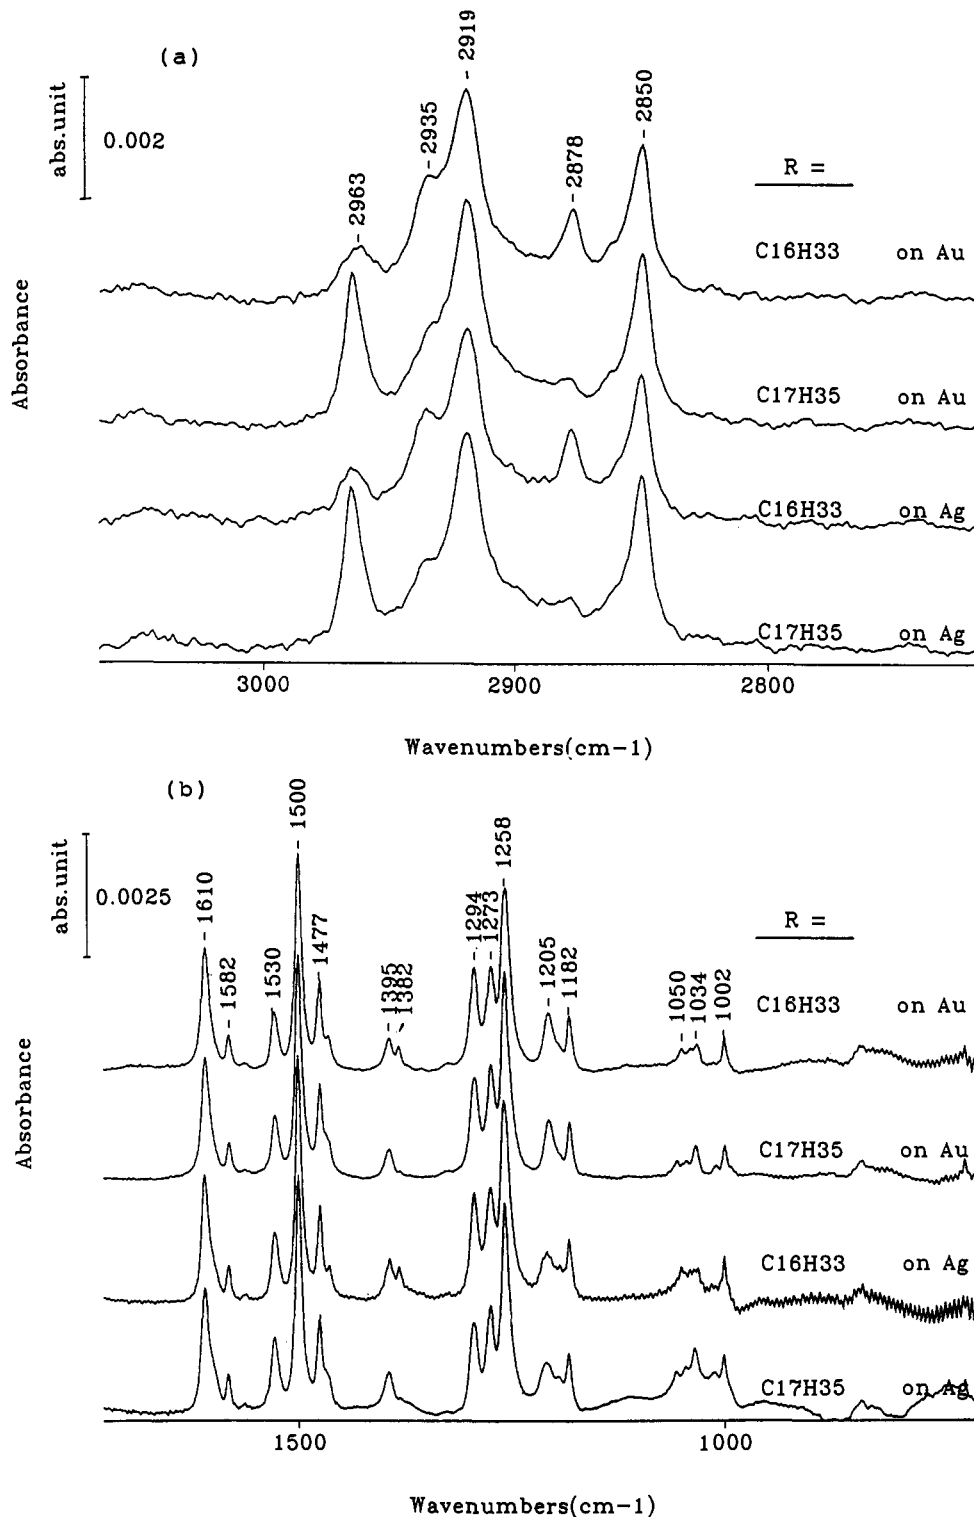 (a)
abs.unit
0.002
2963
2935
2919
2878
2850
R =
C16H33 on Au
C17H35 on Au
C16H33 on Ag
C17H35 on Ag
Absorbance
3000 2900 2800
Wavenumbers(cm-1)
(b)
abs.unit
0.0025
1610
1582
1530
1500
1477
1395
1382
1294
1273
1258
1205
1182
1050
1034
1002
R =
C16H33 on Au
C17H35 on Au
C16H33 on Ag
C17H35 on Ag
Absorbance
1500 1000
Wavenumbers(cm-1)